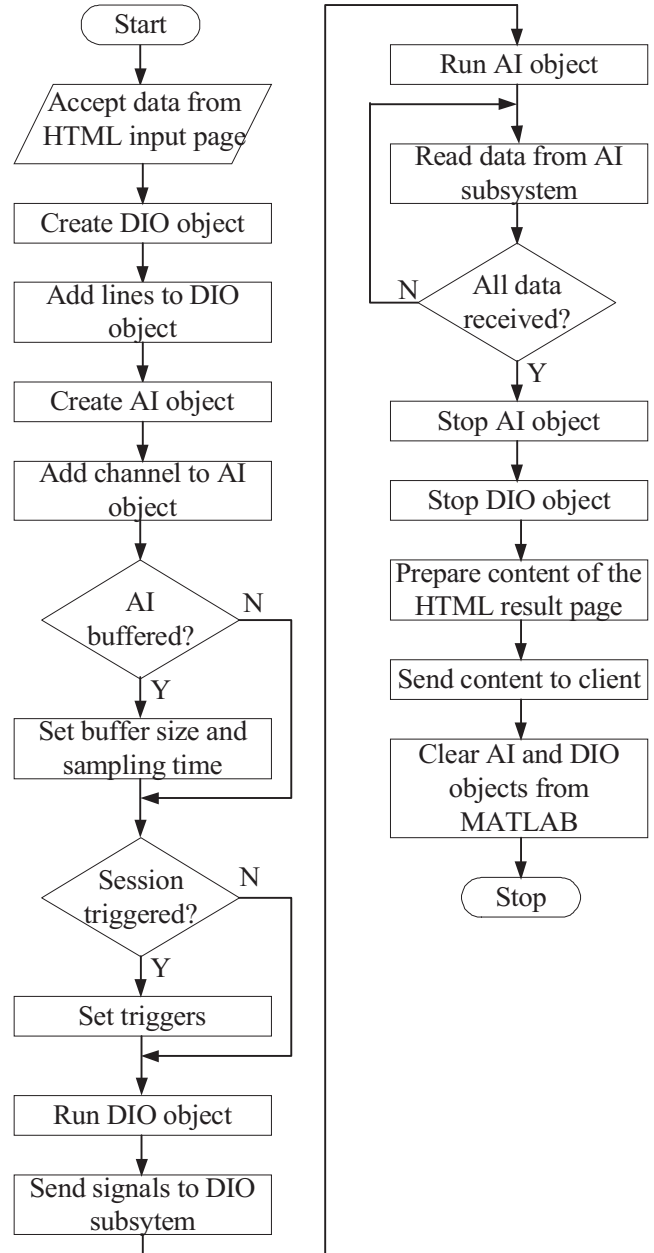 Start
Accept data from
HTML input page
Create DIO object
Add lines to DIO
object
Create AI object
Add channel to AI
object
AI
buffered?
N
Y
Set buffer size and
sampling time
Session
triggered?
N
Y
Set triggers
Run DIO object
Send signals to DIO
subsytem
Run AI object
Read data from AI
subsystem
All data
received?
N
Y
Stop AI object
Stop DIO object
Prepare content of the
HTML result page
Send content to client
Clear AI and DIO
objects from
MATLAB
Stop